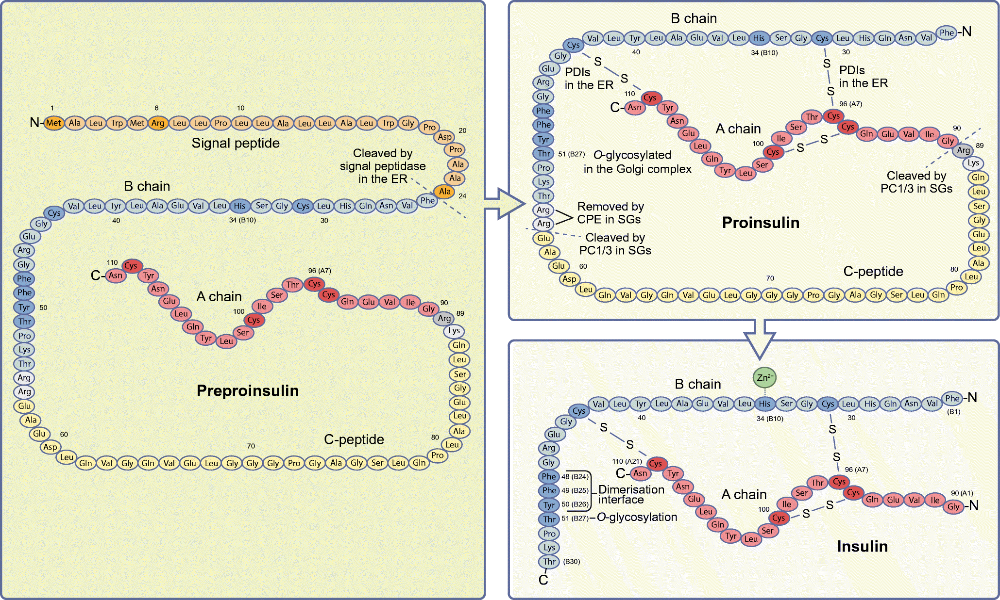 1
6
10
N-Met Ala Leu Trp Met Arg Leu Leu Pro Leu Leu Ala Leu Leu Ala Leu Trp Gly Pro Asp Pro Ala Ala Ala
20
24
Signal peptide
Cleaved by
signal peptidase
in the ER
B chain
Phe Val Asn Gln His Leu Cys Gly Ser His Leu Val Glu Ala Leu Tyr Leu Val Cys Gly Glu Arg Gly Phe Phe Tyr Thr Pro Lys Thr Arg Arg
30
34 (B10)
40
50
Glu Ala Glu Asp Leu Gln Val Gly Gln Val Glu Leu Gly Gly Gly Pro Gly Ala Gly Ser Leu Gln Pro Leu Ala Leu Glu Gly Ser Leu Gln Lys Arg
60
70
80
89
C-peptide
Gly Ile Val Glu Gln Cys Cys Thr Ser Ile Cys Ser Leu Tyr Gln Leu Glu Asn Tyr Cys Asn-C
90
96 (A7)
100
110
A chain
Preproinsulin
B chain
N-Phe Val Asn Gln His Leu Cys Gly Ser His Leu Val Glu Ala Leu Tyr Leu Val Cys Gly Glu Arg Gly Phe Phe Tyr Thr Pro Lys Thr Arg Arg
30
34 (B10)
40
S
S
PDIs
in the ER
S
S
PDIs
in the ER
51 (B27)
O-glycosylated
in the Golgi complex
Removed by
CPE in SGs
Cleaved by
PC1/3 in SGs
Glu Ala Glu Asp Leu Gln Val Gly Gln Val Glu Leu Gly Gly Gly Pro Gly Ala Gly Ser Leu Gln Pro Leu Ala Leu Glu Gly Ser Leu Gln Lys Arg
60
70
80
89
C-peptide
Cleaved by
PC1/3 in SGs
Gly Ile Val Glu Gln Cys Cys Thr Ser Ile Cys Ser Leu Tyr Gln Leu Glu Asn Tyr Cys Asn-C
90
96 (A7)
100
110
S
S
A chain
Proinsulin
Zn2+
B chain
N-Phe Val Asn Gln His Leu Cys Gly Ser His Leu Val Glu Ala Leu Tyr Leu Val Cys Gly Glu Arg Gly Phe Phe Tyr Thr Pro Lys Thr
C
(B1)
30
34 (B10)
40
S
S
S
S
48 (B24)
49 (B25)
50 (B26)
Dimerisation
interface
51 (B27)
O-glycosylation
(B30)
N-Gly Ile Val Glu Gln Cys Cys Thr Ser Ile Cys Ser Leu Tyr Gln Leu Glu Asn Tyr Cys Asn-C
90 (A1)
96 (A7)
100
110 (A21)
S
S
A chain
Insulin